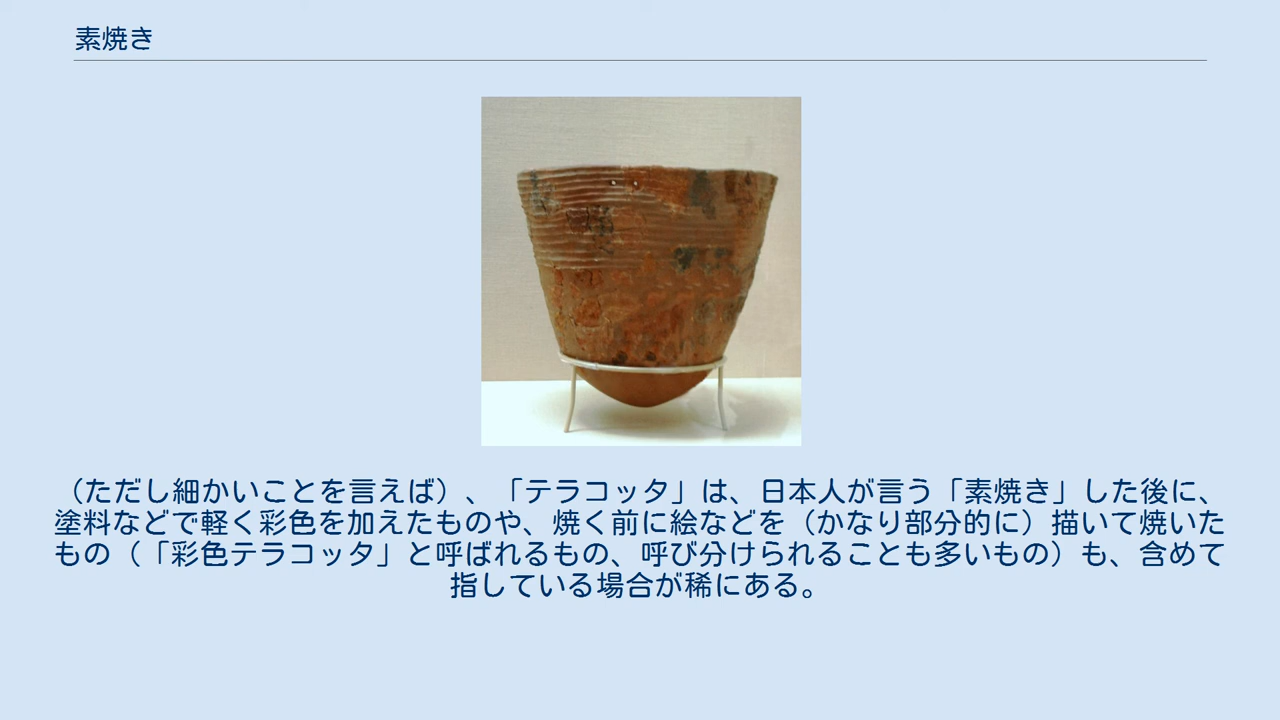 素焼き
（ただし細かいことを言えば）、「テラコッタ」は、日本人が言う「素焼き」した後に、
塗料などで軽く彩色を加えたものや、焼く前に絵などを（かなり部分的に）描いて焼いた
もの（「彩色テラコッタ」と呼ばれるもの、呼び分けられることも多いもの）も、含めて
指している場合が稀にある。